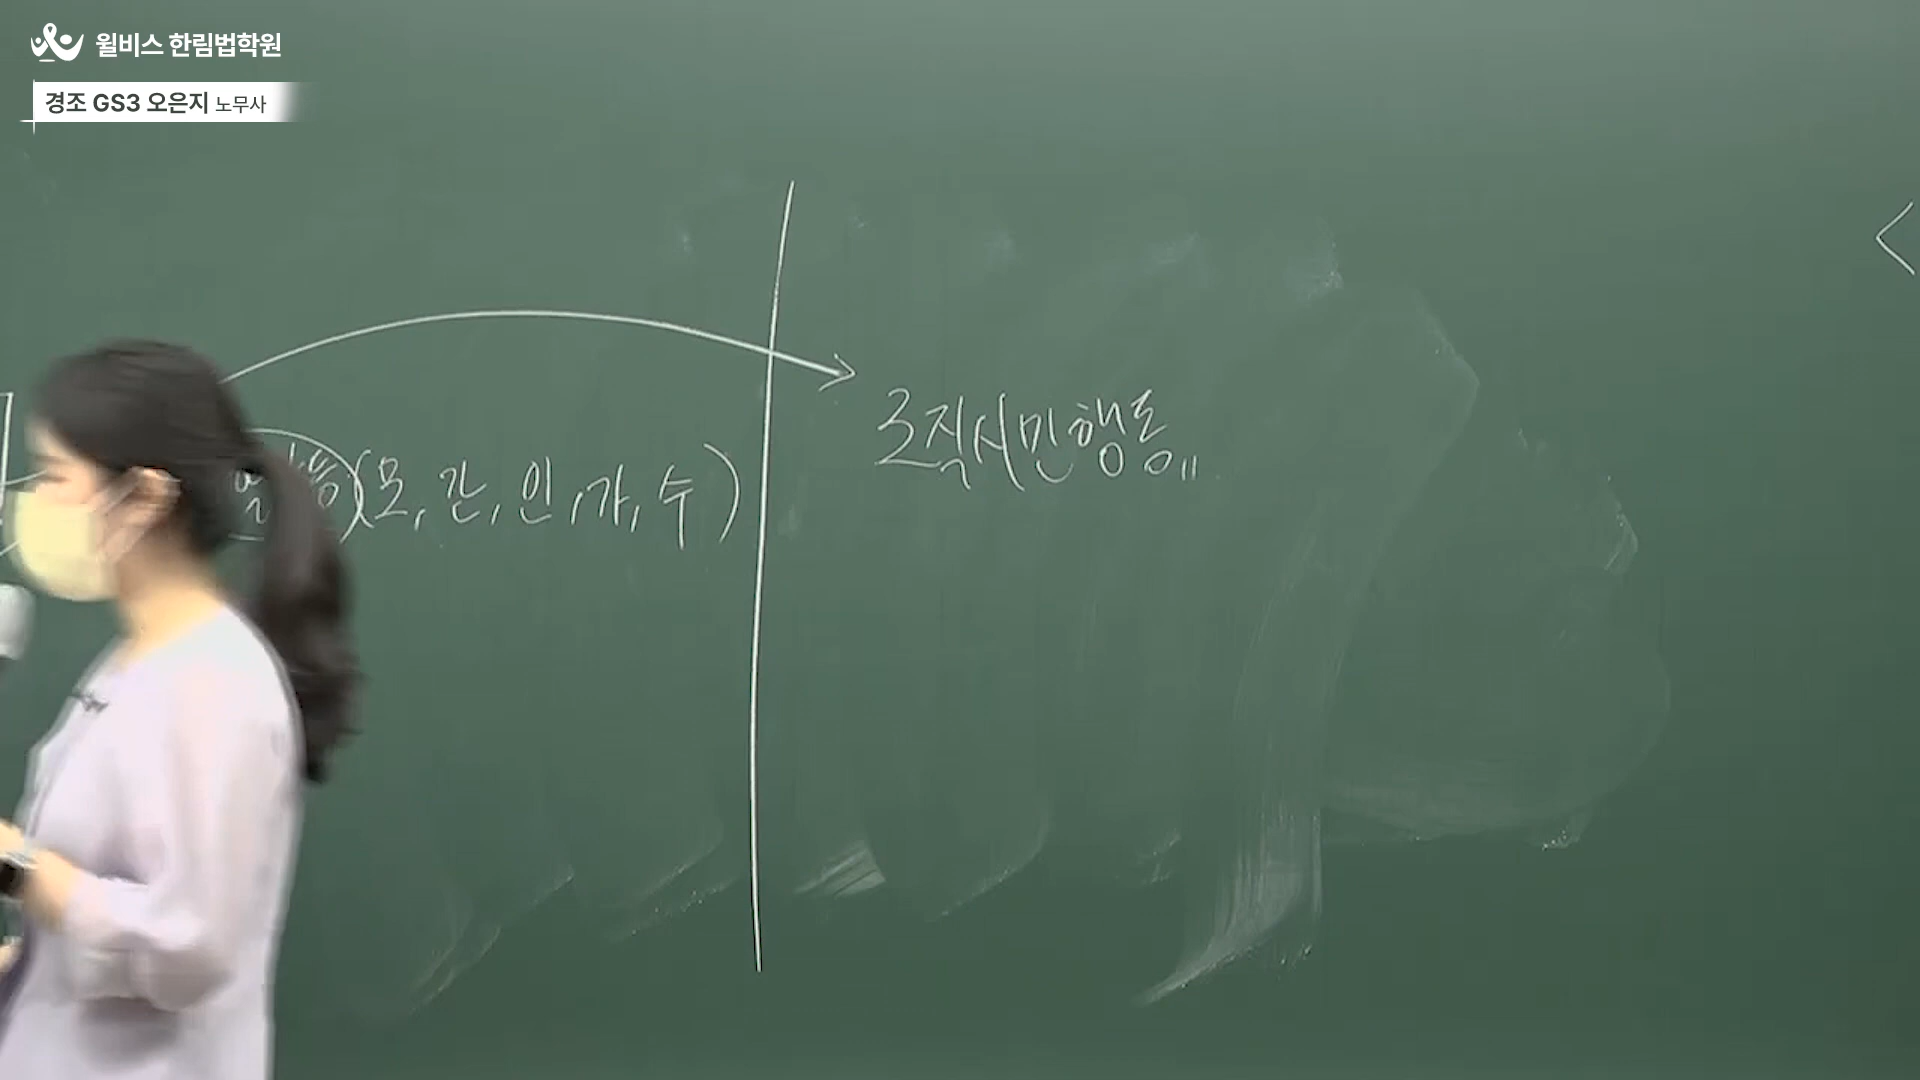 윌비스 한림법학원
경조 GS3 오은지 노무사
조직시민행동
(모, 간, 인, 가, 수)